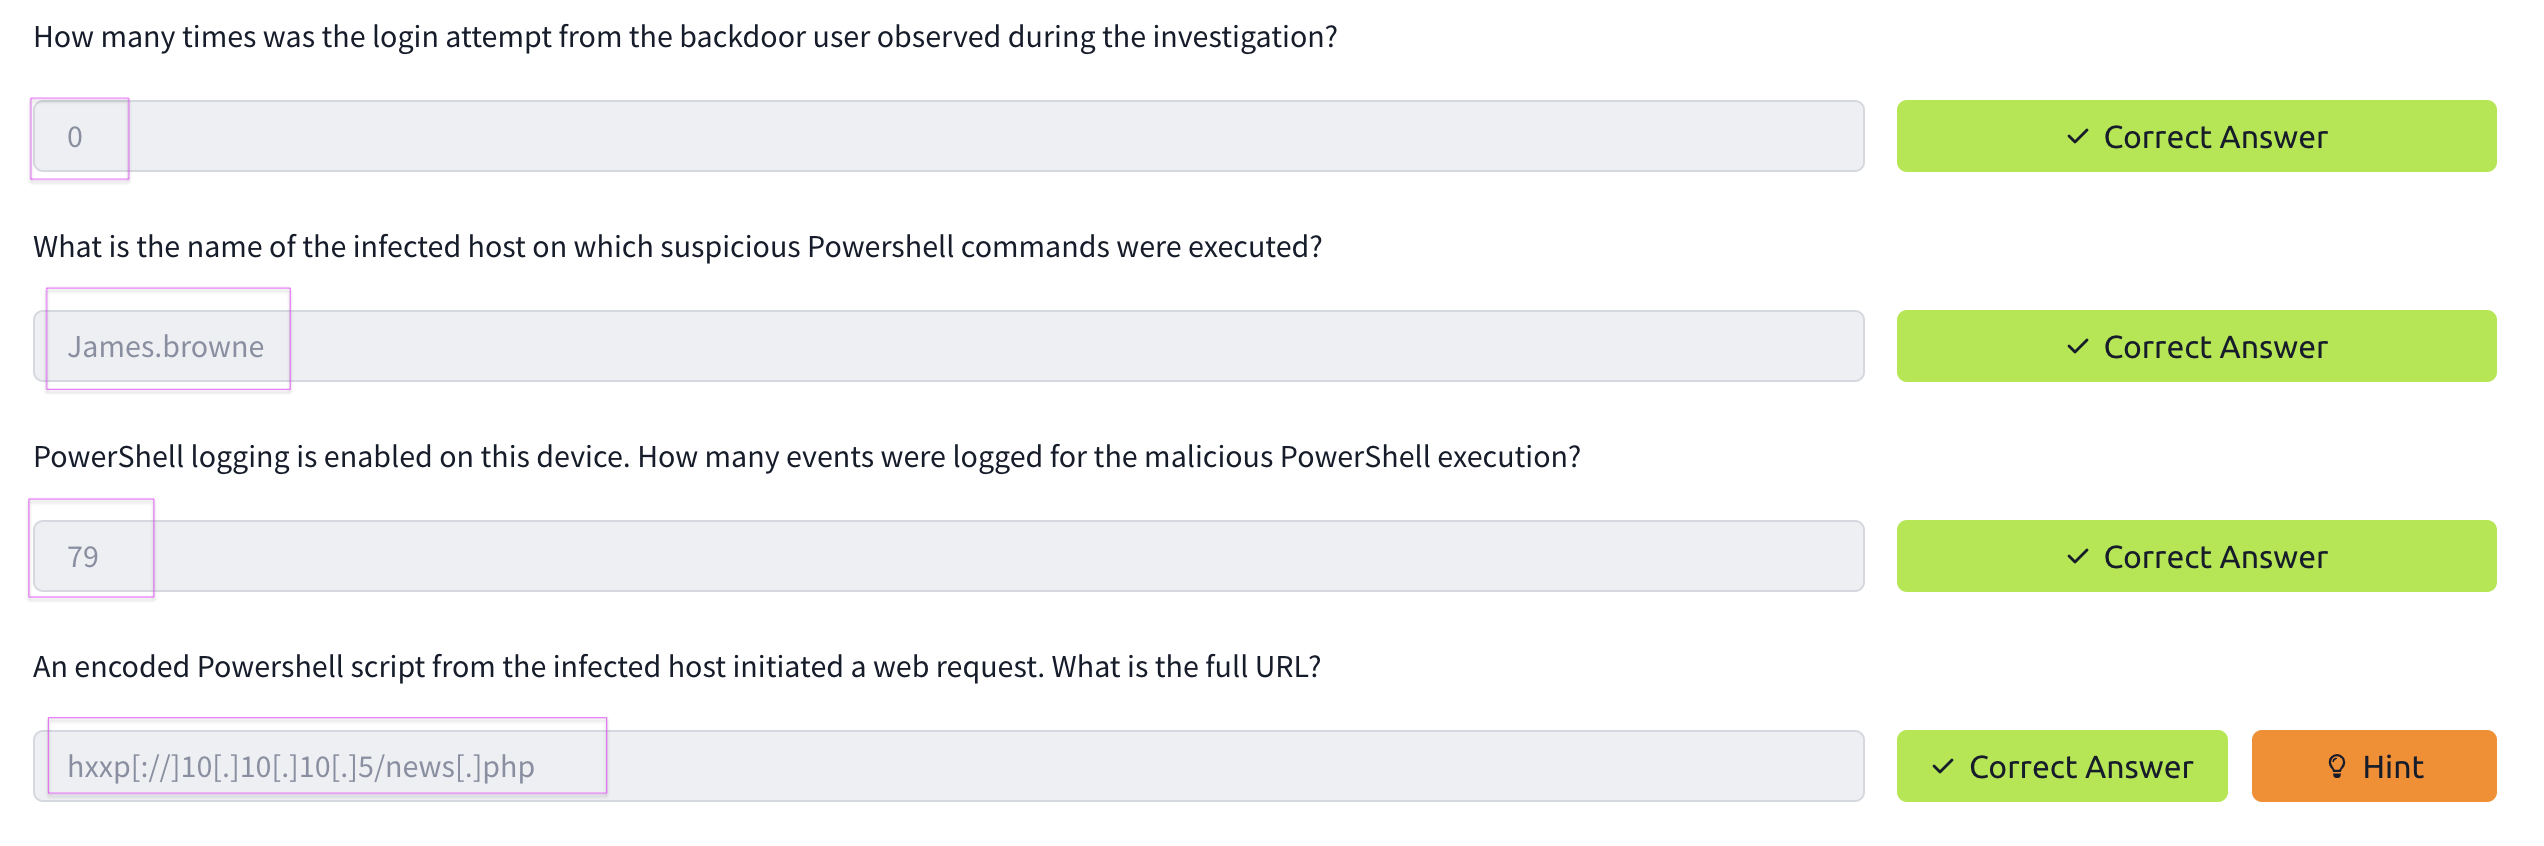 How many times was the login attempt from the backdoor user observed during the investigation?
0
✓ Correct Answer
What is the name of the infected host on which suspicious Powershell commands were executed?
James.browne
✓ Correct Answer
PowerShell logging is enabled on this device. How many events were logged for the malicious PowerShell execution?
79
✓ Correct Answer
An encoded Powershell script from the infected host initiated a web request. What is the full URL?
hxxp[://]10[.]10[.]10[.]5/news[.]php
✓ Correct Answer
Hint